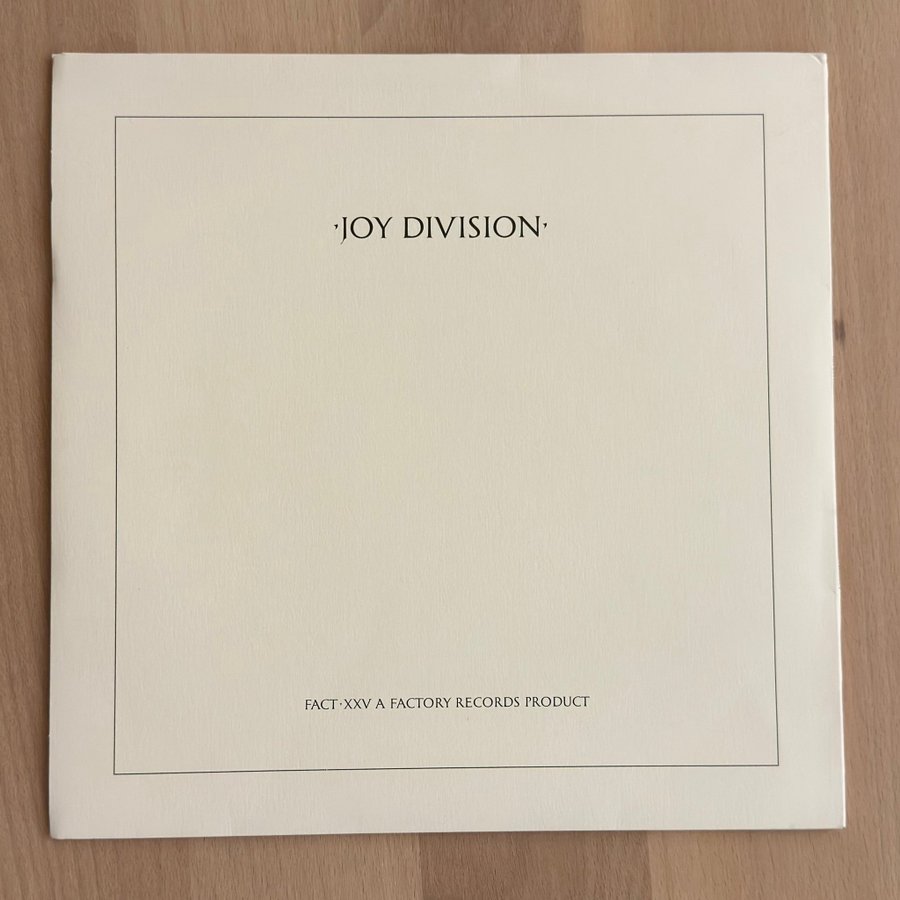 ·JOY DIVISION·
FACT·XXV A FACTORY RECORDS PRODUCT